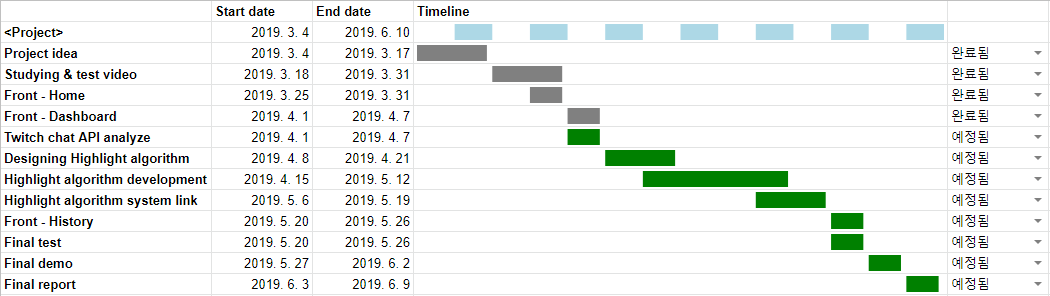 Start date End date Timeline
<Project> 2019. 3. 4 2019. 6. 10
Project idea 2019. 3. 4 2019. 3. 17 완료됨
Studying & test video 2019. 3. 18 2019. 3. 31 완료됨
Front - Home 2019. 3. 25 2019. 3. 31 완료됨
Front - Dashboard 2019. 4. 1 2019. 4. 7 완료됨
Twitch chat API analyze 2019. 4. 1 2019. 4. 7 예정됨
Designing Highlight algorithm 2019. 4. 8 2019. 4. 21 예정됨
Highlight algorithm development 2019. 4. 15 2019. 5. 12 예정됨
Highlight algorithm system link 2019. 5. 6 2019. 5. 19 예정됨
Front - History 2019. 5. 20 2019. 5. 26 예정됨
Final test 2019. 5. 20 2019. 5. 26 예정됨
Final demo 2019. 5. 27 2019. 6. 2 예정됨
Final report 2019. 6. 3 2019. 6. 9 예정됨